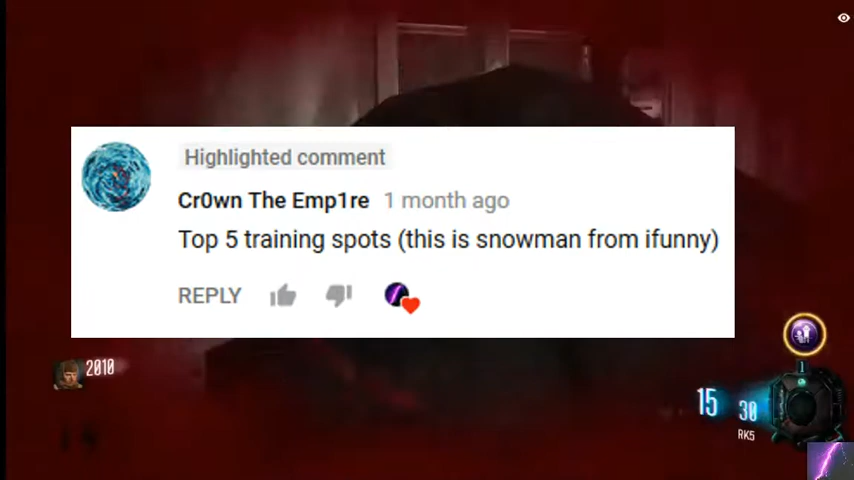 Highlighted comment
Cr0wn The Emp1re 1 month ago
Top 5 training spots (this is snowman from ifunny)
REPLY
2010
1
15 30
RK5